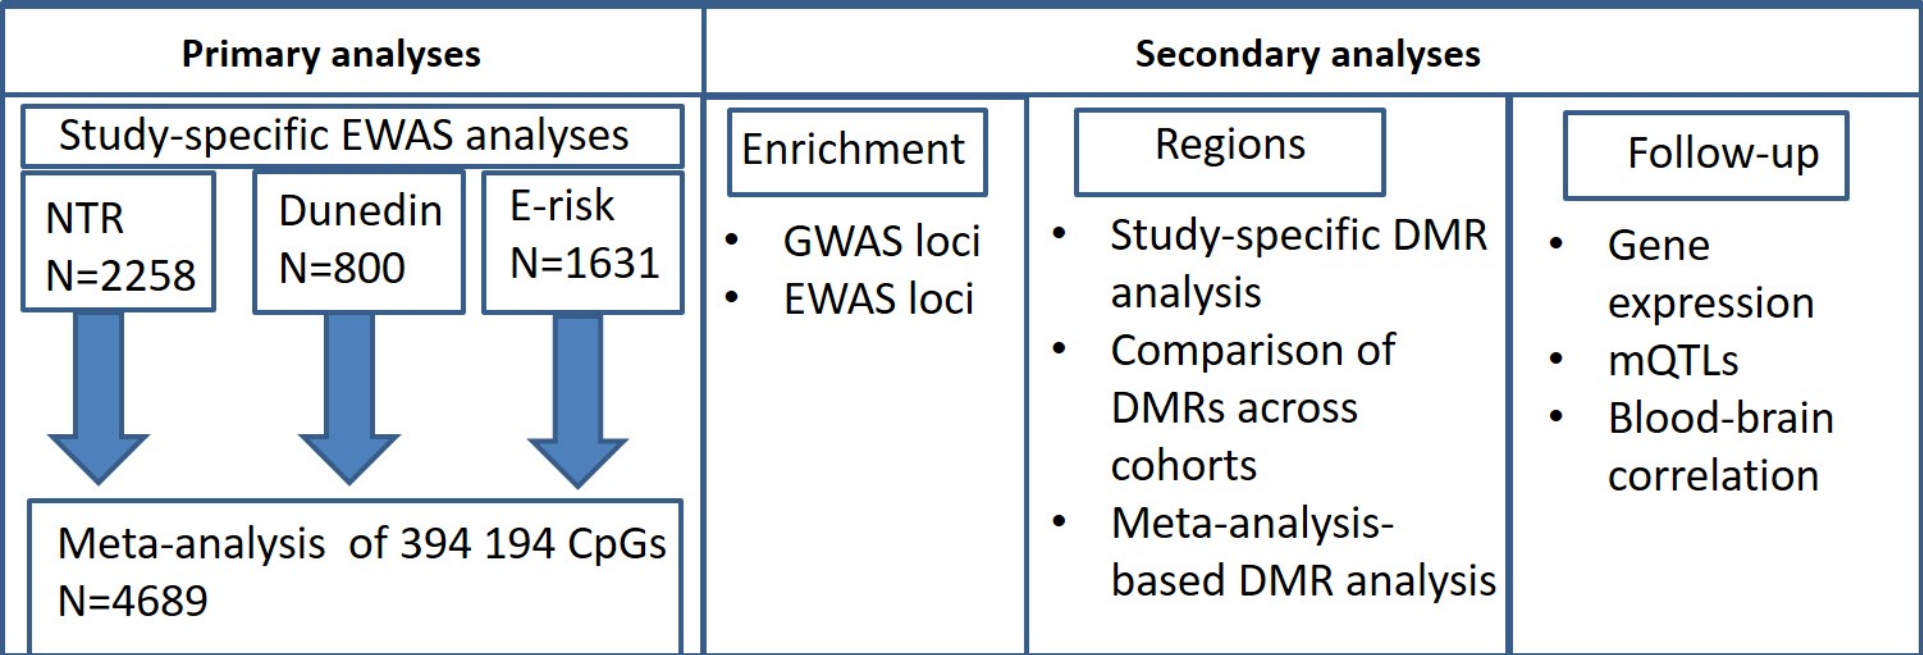 Primary analyses
Secondary analyses
Study-specific EWAS analyses
NTR
N=2258
Dunedin
N=800
E-risk
N=1631
Meta-analysis of 394 194 CpGs
N=4689
Enrichment
• GWAS loci
• EWAS loci
Regions
• Study-specific DMR
analysis
• Comparison of
DMRs across
cohorts
• Meta-analysis-
based DMR analysis
Follow-up
• Gene
expression
• mQTLs
• Blood-brain
correlation